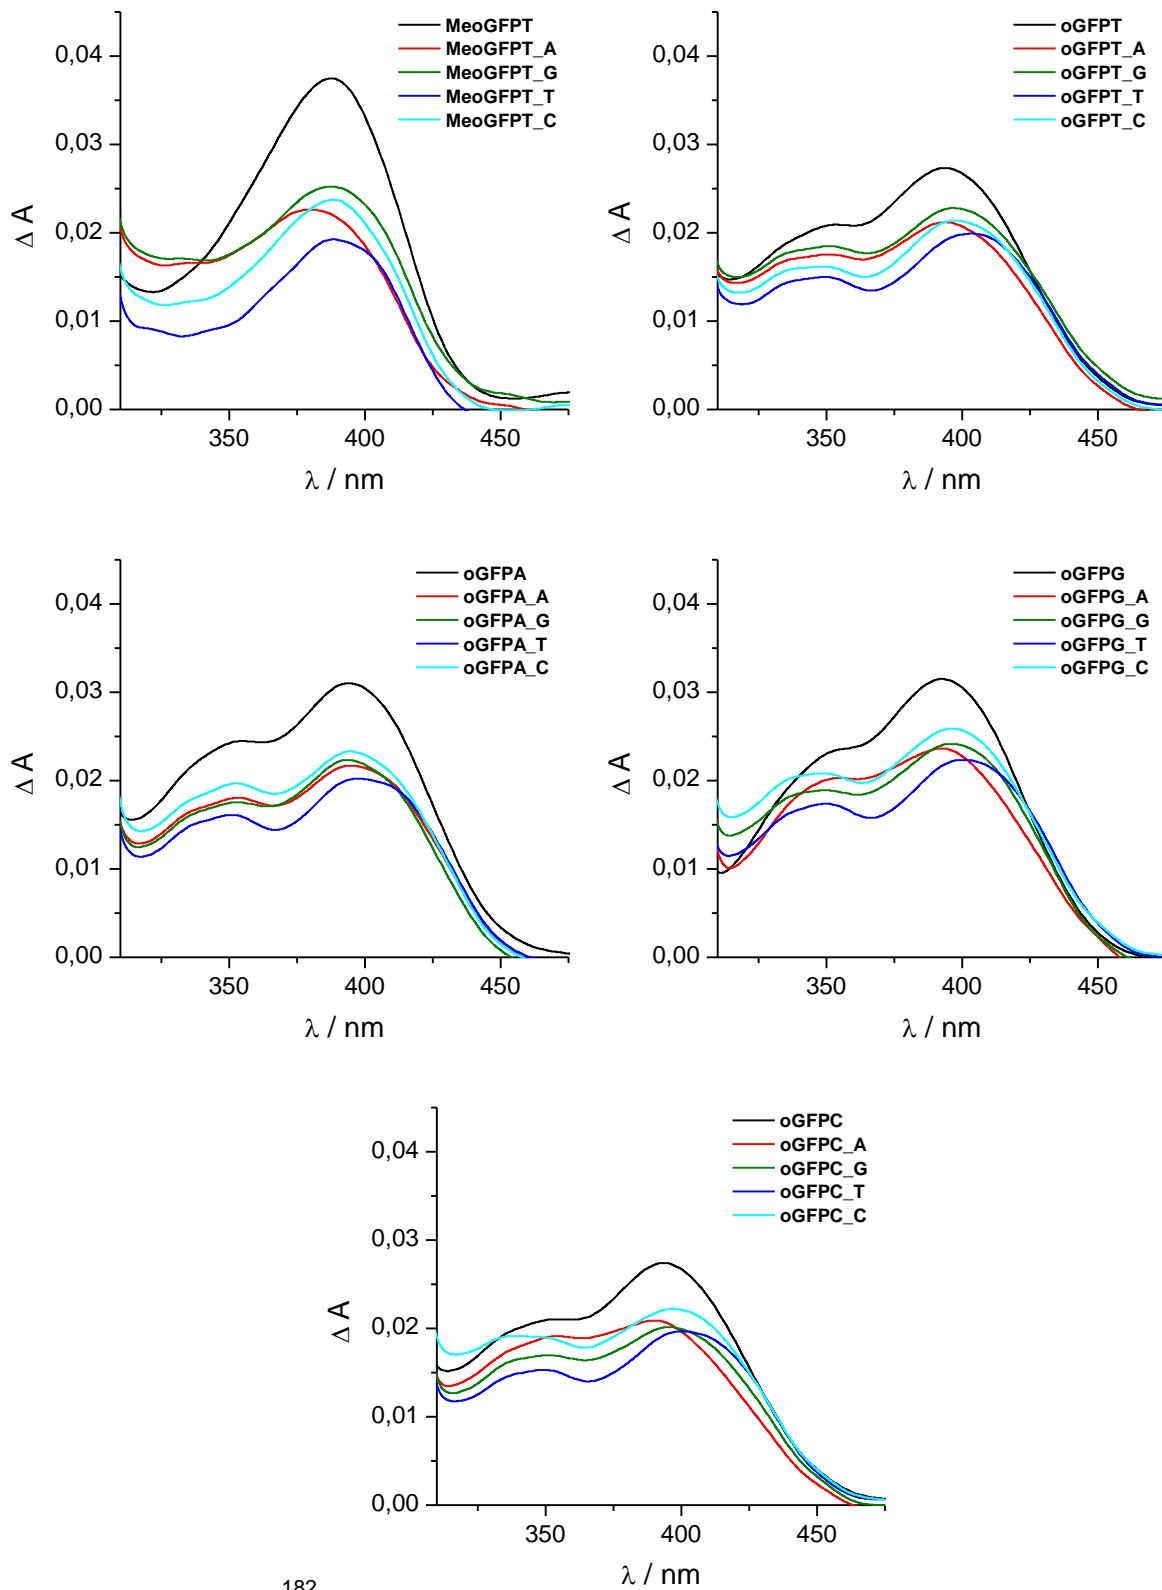 MeoGFPT
MeoGFPT_A
MeoGFPT_G
MeoGFPT_T
MeoGFPT_C
0,04
0,03
0,02
0,01
0,00
Δ A
350
400
450
λ / nm
oGFPT
oGFPT_A
oGFPT_G
oGFPT_T
oGFPT_C
0,04
0,03
0,02
0,01
0,00
Δ A
350
400
450
λ / nm
oGFPA
oGFPA_A
oGFPA_G
oGFPA_T
oGFPA_C
0,04
0,03
0,02
0,01
0,00
Δ A
350
400
450
λ / nm
oGFPG
oGFPG_A
oGFPG_G
oGFPG_T
oGFPG_C
0,04
0,03
0,02
0,01
0,00
Δ A
350
400
450
λ / nm
oGFPC
oGFPC_A
oGFPC_G
oGFPC_T
oGFPC_C
0,04
0,03
0,02
0,01
0,00
Δ A
350
400
450
λ / nm
182